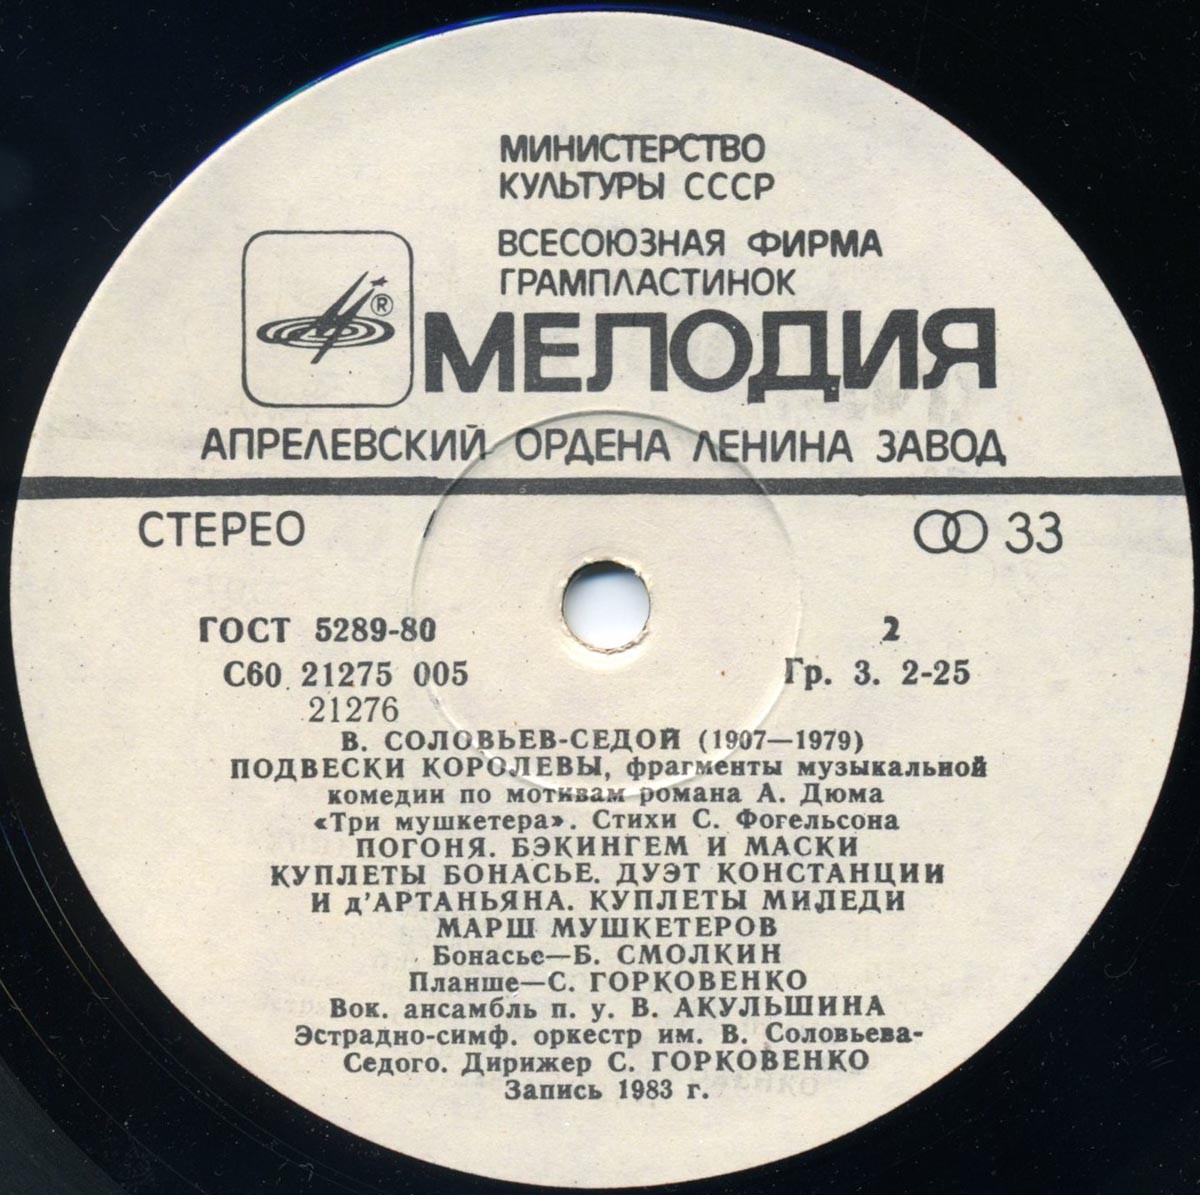 МИНИСТЕРСТВО
КУЛЬТУРЫ СССР
ВСЕСОЮЗНАЯ ФИРМА
ГРАМПЛАСТИНОК
®
МЕЛОДИЯ
АПРЕЛЕВСКИЙ ОРДЕНА ЛЕНИНА ЗАВОД
СТЕРЕО 33
ГОСТ 5289-80 2
С60 21275 005 Гр. 3. 2-25
21276
В. СОЛОВЬЕВ-СЕДОЙ (1907—1979)
ПОДВЕСКИ КОРОЛЕВЫ, фрагменты музыкальной
комедии по мотивам романа А. Дюма
«Три мушкетера». Стихи С. Фогельсона
ПОГОНЯ. БЭКИНГЕМ И МАСКИ
КУПЛЕТЫ БОНАСЬЕ. ДУЭТ КОНСТАНЦИИ
И д'АРТАНЬЯНА. КУПЛЕТЫ МИЛЕДИ
МАРШ МУШКЕТЕРОВ
Бонасье—Б. СМОЛКИН
Планше—С. ГОРКОВЕНКО
Вок. ансамбль п. у. В. АКУЛЬШИНА
Эстрадно-симф. оркестр им. В. Соловьева-
Седого. Дирижер С. ГОРКОВЕНКО
Запись 1983 г.